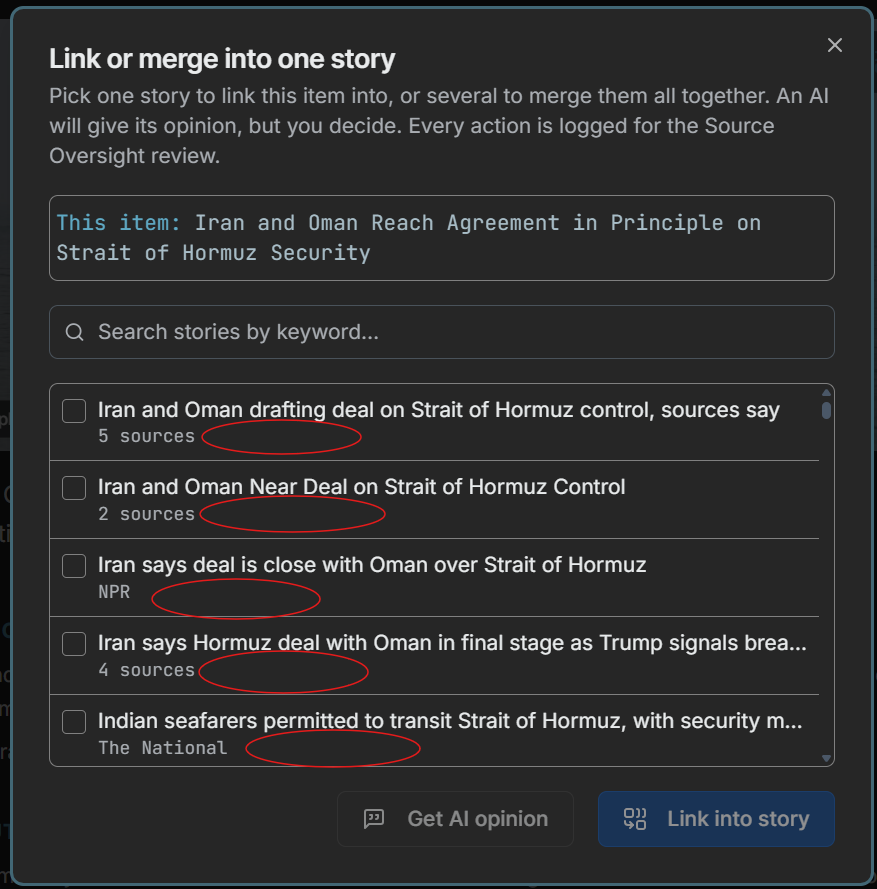 Link or merge into one story
Pick one story to link this item into, or several to merge them all together. An AI
will give its opinion, but you decide. Every action is logged for the Source
Oversight review.
This item: Iran and Oman Reach Agreement in Principle on
Strait of Hormuz Security
Search stories by keyword...
Iran and Oman drafting deal on Strait of Hormuz control, sources say
5 sources
Iran and Oman Near Deal on Strait of Hormuz Control
2 sources
Iran says deal is close with Oman over Strait of Hormuz
NPR
Iran says Hormuz deal with Oman in final stage as Trump signals brea...
4 sources
Indian seafarers permitted to transit Strait of Hormuz, with security m...
The National
Get AI opinion
Link into story